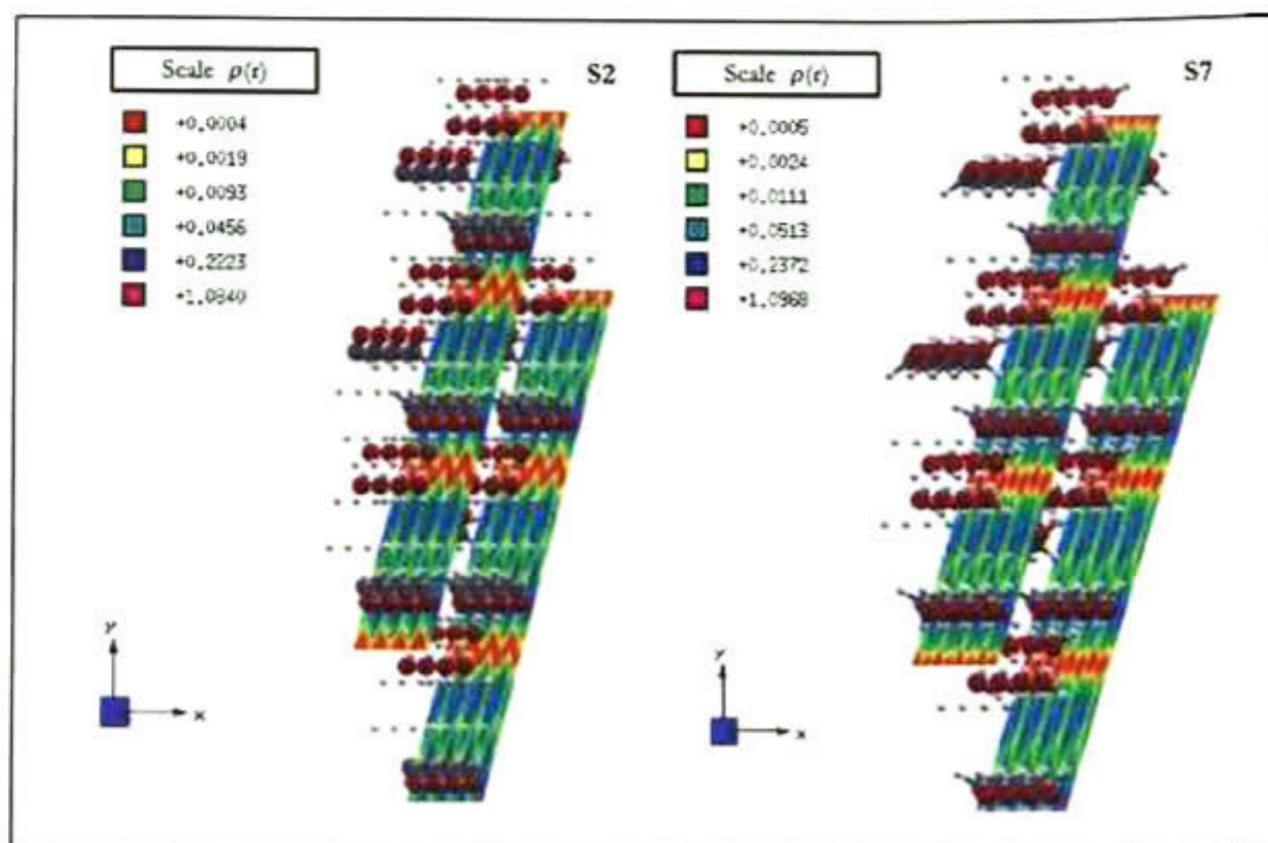 Scale ρ(r)
S2
+0.0004
+0.0019
+0.0093
+0.0456
+0.2223
+1.0840
y
x
Scale ρ(r)
S7
+0.0005
+0.0024
+0.0111
+0.0513
+0.2372
+1.0968
y
x